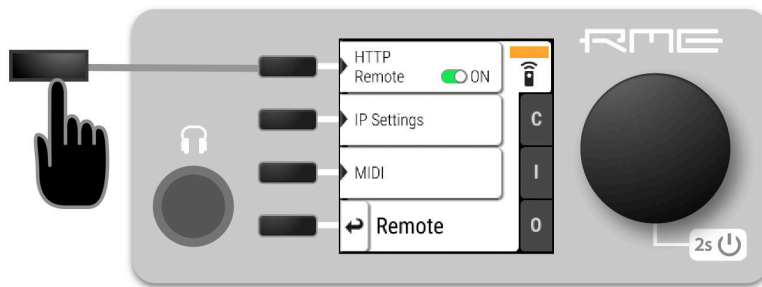 RME
HTTP
Remote ON
IP Settings
C
MIDI
I
Remote
O
2s